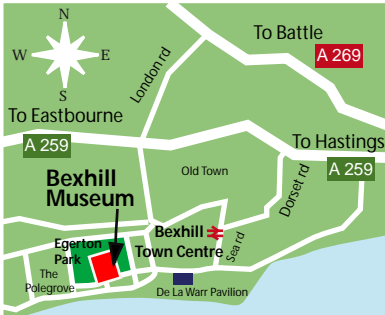 N
W
E
S
London rd
To Battle
A 269
To Eastbourne
A 259
To Hastings
A 259
Old Town
Dorset rd
Bexhill
Museum
Bexhill
Town Centre
Sea rd
Egerton
Park
The
Polegrove
De La Warr Pavilion